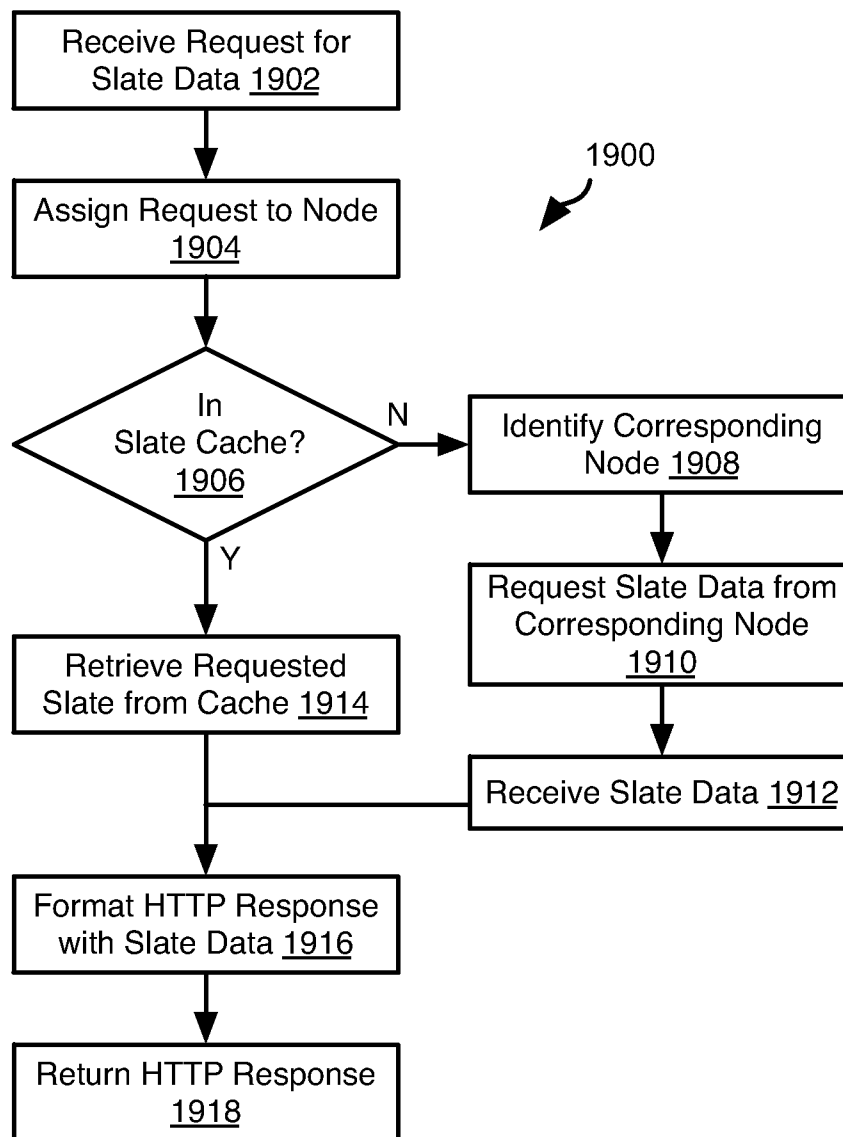 Receive Request for
Slate Data 1902
1900
Assign Request to Node
1904
In
Slate Cache?
1906
N
Y
Identify Corresponding
Node 1908
Request Slate Data from
Corresponding Node
1910
Retrieve Requested
Slate from Cache 1914
Receive Slate Data 1912
Format HTTP Response
with Slate Data 1916
Return HTTP Response
1918